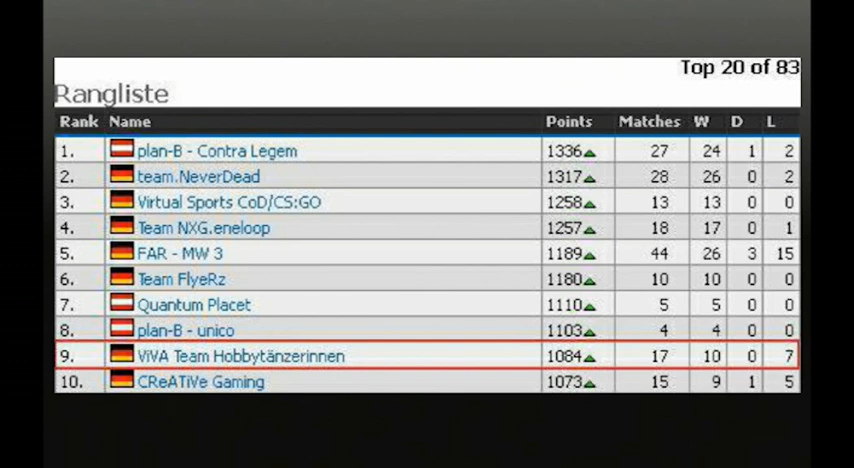 Top 20 of 83
Rangliste
Rank Name Points Matches W D L
1. plan-B - Contra Legem 1336 27 24 1 2
2. team.NeverDead 1317 28 26 0 2
3. Virtual Sports CoD/CS:GO 1258 13 13 0 0
4. Team NXG.eneloop 1257 18 17 0 1
5. FAR - MW 3 1189 44 26 3 15
6. Team FlyeRz 1180 10 10 0 0
7. Quantum Placet 1110 5 5 0 0
8. plan-B - unico 1103 4 4 0 0
9. ViVA Team Hobbytänzerinnen 1084 17 10 0 7
10. CReATiVe Gaming 1073 15 9 1 5